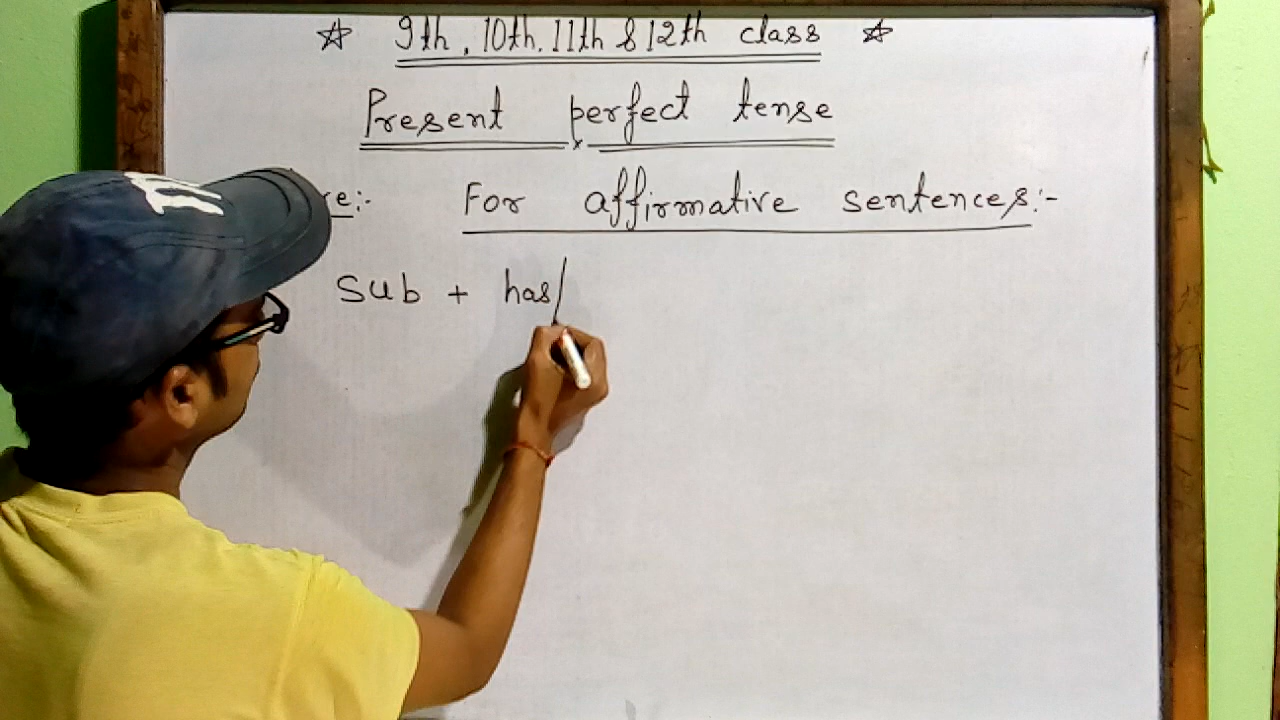 ☆ 9th, 10th, 11th & 12th class ☆
Present perfect tense
For affirmative sentences:-
Sub + has/